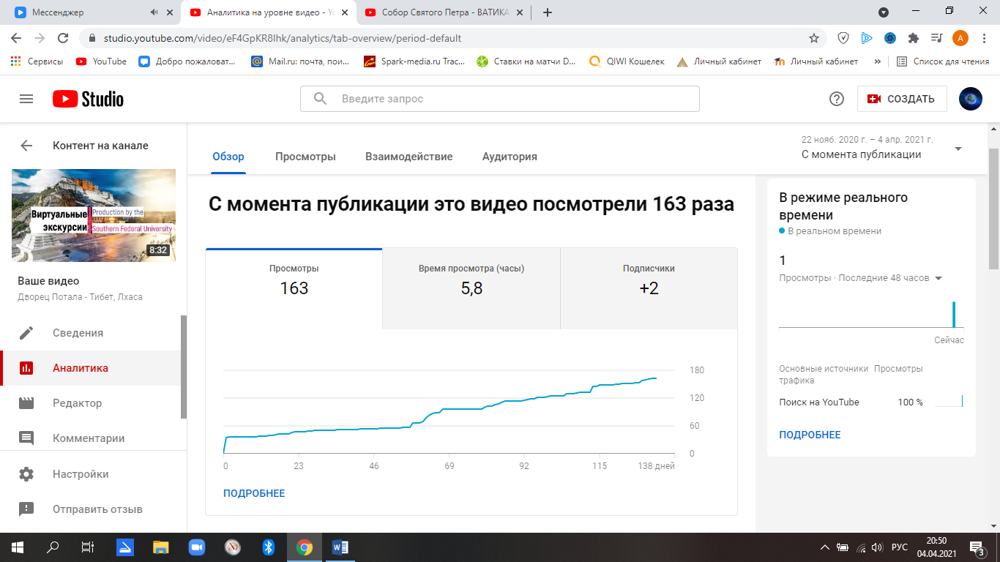 Мессенджер
Аналитика на уровне видео - Yo
Собор Святого Петра - ВАТИКА
studio.youtube.com/video/eF4GpKR8Ihk/analytics/tab-overview/period-default
А
Сервисы
YouTube
Добро пожаловат...
Mail.ru: почта, пои...
Spark-media.ru Trac...
Ставки на матчи D...
QIWI Кошелек
Личный кабинет
Личный кабинет
»
Список для чтения
Studio
Введите запрос
СОЗДАТЬ
Контент на канале
Виртуальные
экскурсии
Production by the
Southern Federal University
8:32
Ваше видео
Дворец Потала - Тибет, Лхаса
Сведения
Аналитика
Редактор
Комментарии
Настройки
Отправить отзыв
Обзор
Просмотры
Взаимодействие
Аудитория
22 нояб. 2020 г. – 4 апр. 2021 г.
С момента публикации
С момента публикации это видео посмотрели 163 раза
Просмотры
163
Время просмотра (часы)
5,8
Подписчики
+2
180
120
60
0
0
23
46
69
92
115
138 дней
ПОДРОБНЕЕ
В режиме реального
времени
В реальном времени
1
Просмотры · Последние 48 часов
Сейчас
Основные источники
трафика
Просмотры
Поиск на YouTube
100 %
ПОДРОБНЕЕ
РУС
20:50
04.04.2021
3